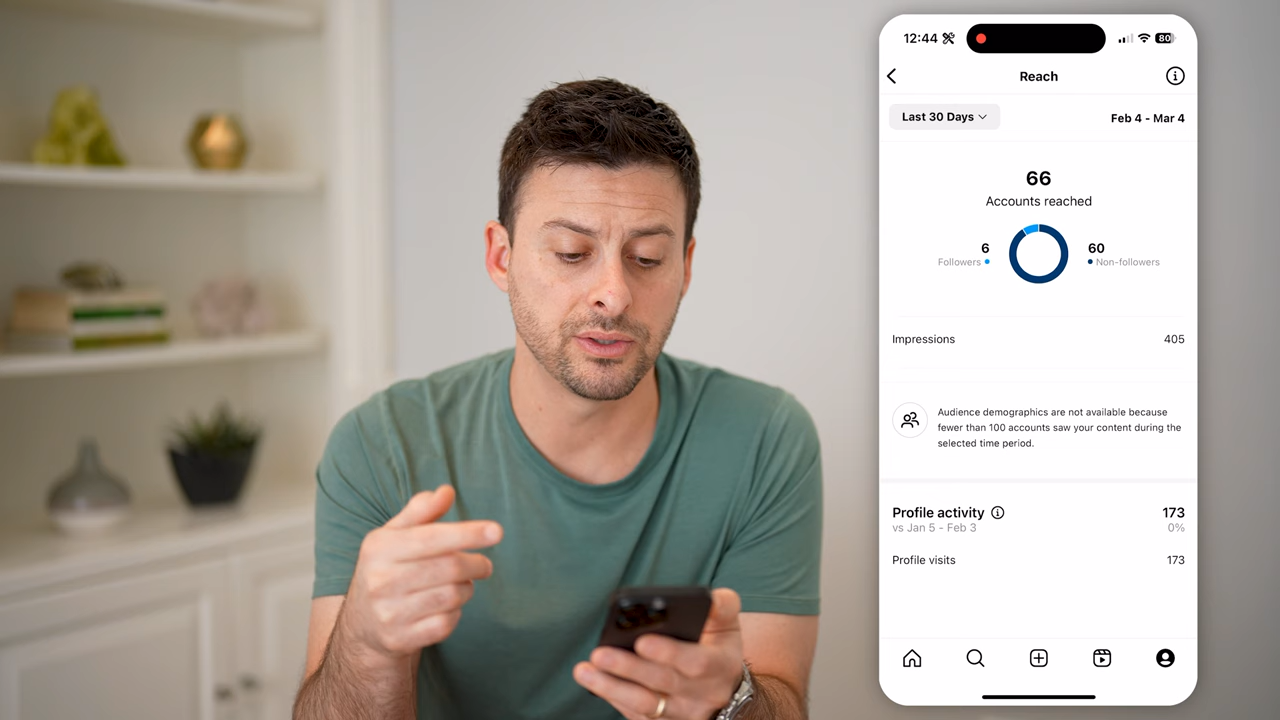 12:44
80
Reach
Last 30 Days
Feb 4 - Mar 4
66
Accounts reached
6
Followers
60
Non-followers
Impressions
405
Audience demographics are not available because
fewer than 100 accounts saw your content during the
selected time period.
Profile activity
173
vs Jan 5 - Feb 3
0%
Profile visits
173